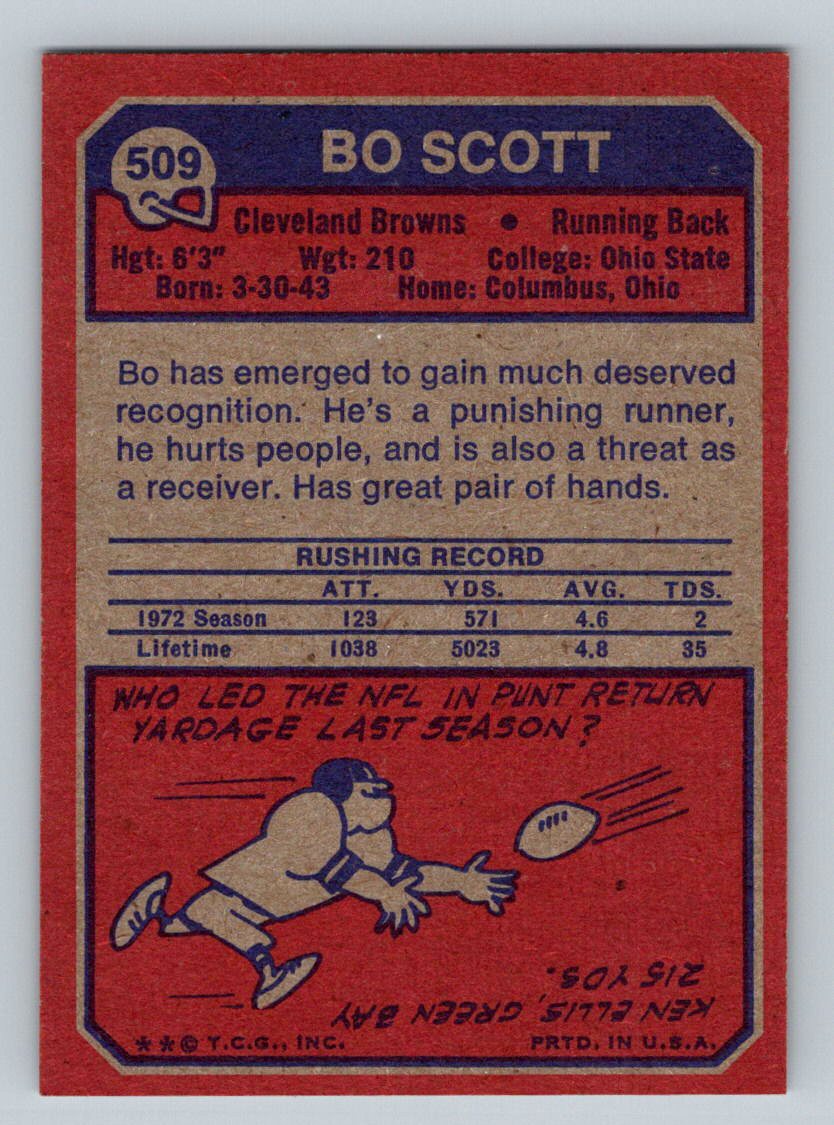 509
BO SCOTT
Cleveland Browns • Running Back
Hgt: 6'3" Wgt: 210 College: Ohio State
Born: 3-30-43 Home: Columbus, Ohio
Bo has emerged to gain much deserved
recognition. He's a punishing runner,
he hurts people, and is also a threat as
a receiver. Has great pair of hands.
RUSHING RECORD
ATT. YDS. AVG. TDS.
1972 Season 123 571 4.6 2
Lifetime 1038 5023 4.8 35
WHO LED THE NFL IN PUNT RETURN
YARDAGE LAST SEASON?
KEN ELLIS, GREEN BAY
215 YDS.
**© T.C.G., INC. PRTD. IN U.S.A.